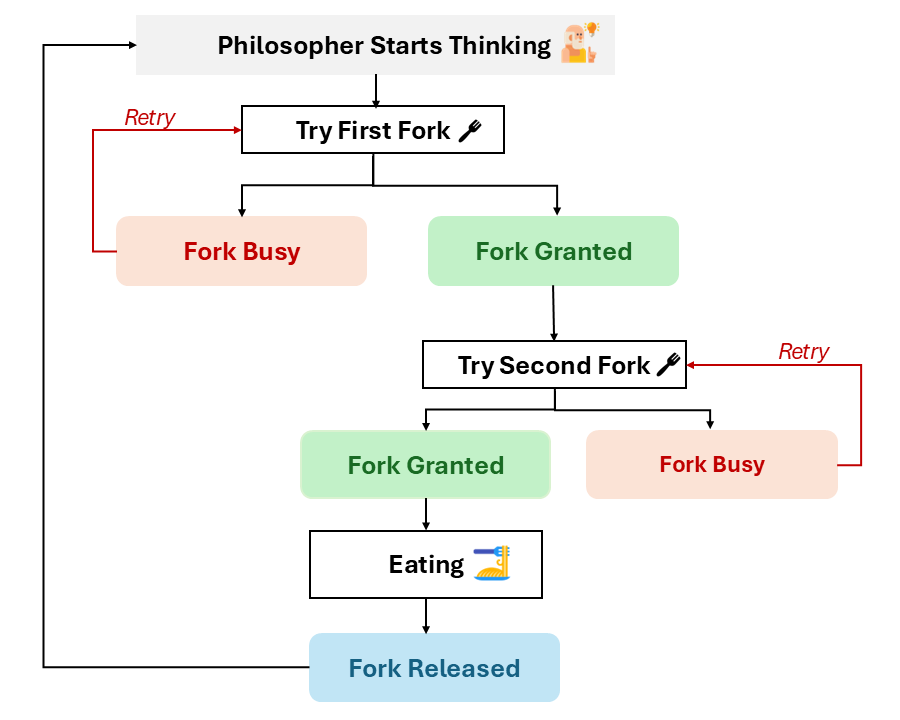 Philosopher Starts Thinking
Retry
Try First Fork
Fork Busy
Fork Granted
Retry
Try Second Fork
Fork Granted
Fork Busy
Eating
Fork Released